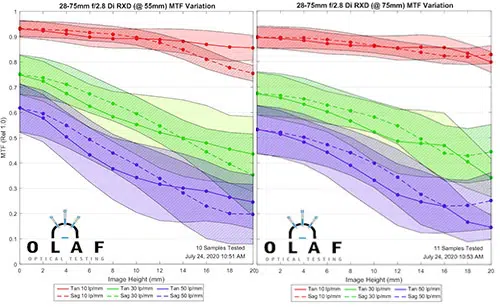 28-75mm f/2.8 Di RXD (@ 55mm) MTF Variation
1
0.9
0.8
0.7
0.6
0.5
0.4
0.3
0.2
0.1
0
MTF (Rel 1.0)
OLAF
OPTICAL TESTING
10 Samples Tested
July 24, 2020 10:51 AM
0 2 4 6 8 10 12 14 16 18 20
Image Height (mm)
Tan 10 lp/mm Tan 30 lp/mm Tan 50 lp/mm
Sag 10 lp/mm Sag 30 lp/mm Sag 50 lp/mm
28-75mm f/2.8 Di RXD (@ 75mm) MTF Variation
OLAF
OPTICAL TESTING
11 Samples Tested
July 24, 2020 10:53 AM
2 4 6 8 10 12 14 16 18 20
Image Height (mm)
Tan 10 lp/mm Tan 30 lp/mm Tan 50 lp/mm
Sag 10 lp/mm Sag 30 lp/mm Sag 50 lp/mm